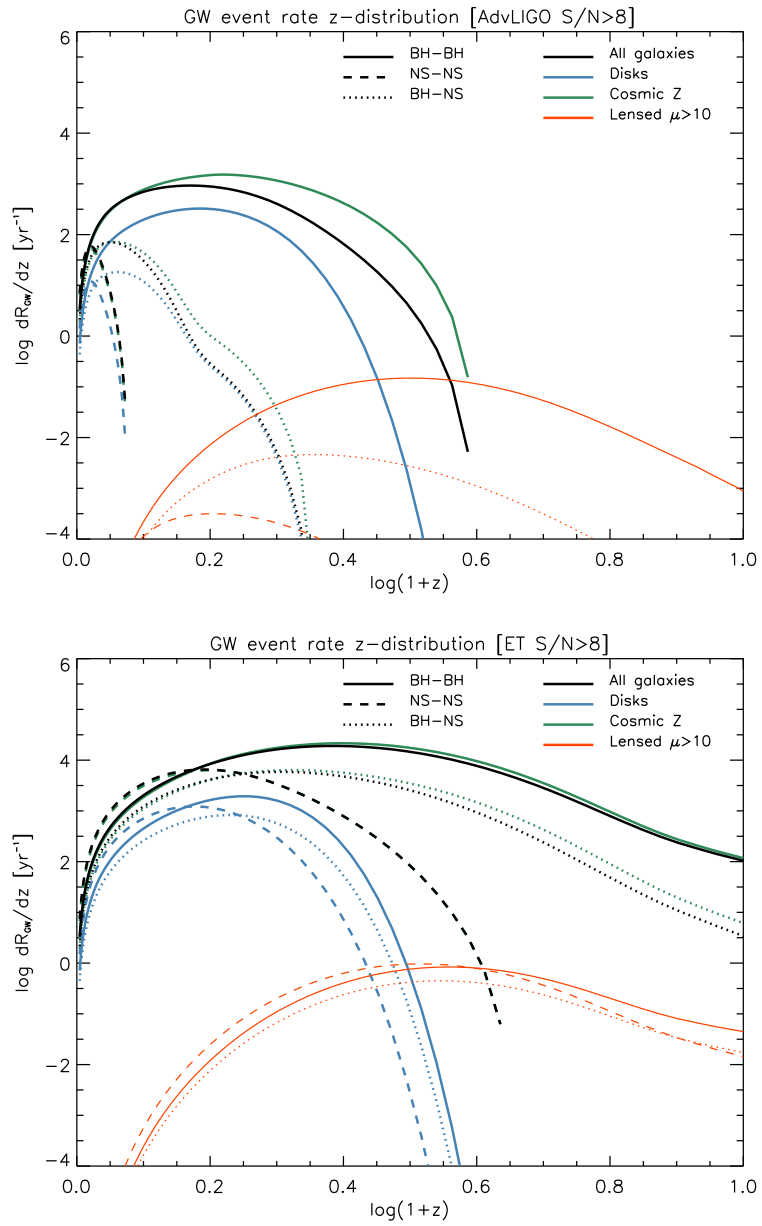 GW event rate z-distribution [AdvLIGO S/N>8]
6
4
2
0
-2
-4
log dR_GW/dz [yr⁻¹]
BH-BH
NS-NS
BH-NS
All galaxies
Disks
Cosmic Z
Lensed μ>10
0.0 0.2 0.4 0.6 0.8 1.0
log(1+z)
GW event rate z-distribution [ET S/N>8]
6
4
2
0
-2
-4
log dR_GW/dz [yr⁻¹]
BH-BH
NS-NS
BH-NS
All galaxies
Disks
Cosmic Z
Lensed μ>10
0.0 0.2 0.4 0.6 0.8 1.0
log(1+z)